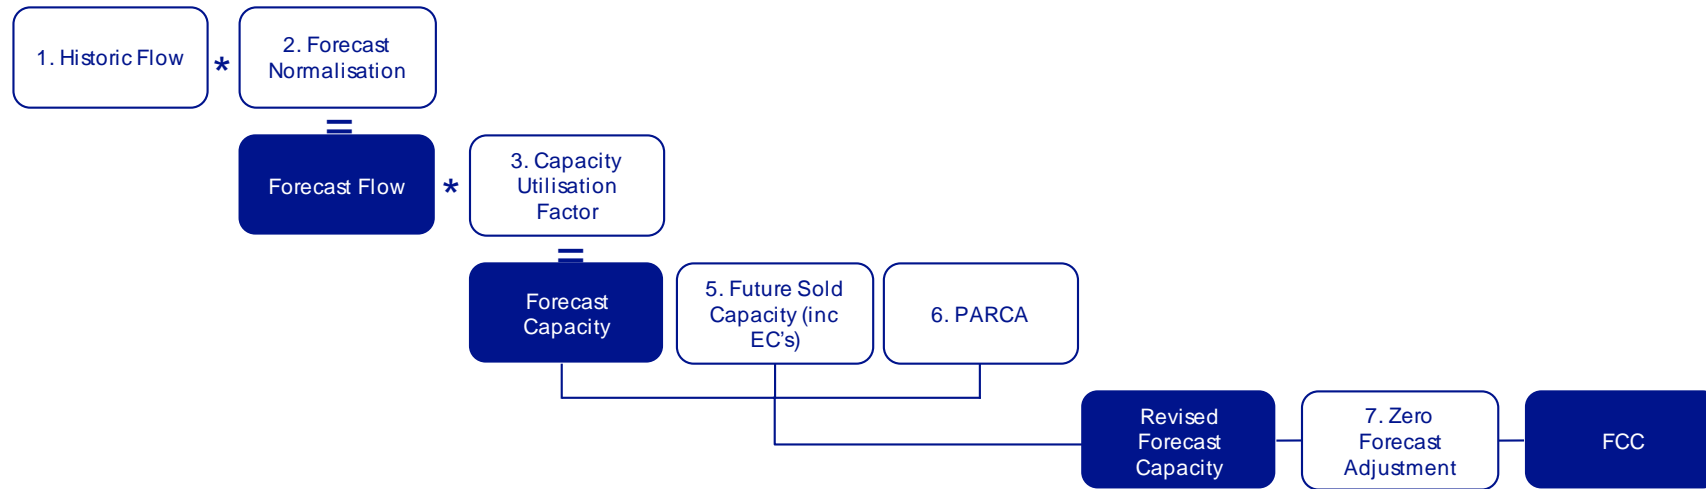 1. Historic Flow
*
2. Forecast
Normalisation
=
Forecast Flow
*
3. Capacity
Utilisation
Factor
=
Forecast
Capacity
5. Future Sold
Capacity (inc
EC's)
6. PARCA
Revised
Forecast
Capacity
7. Zero
Forecast
Adjustment
FCC